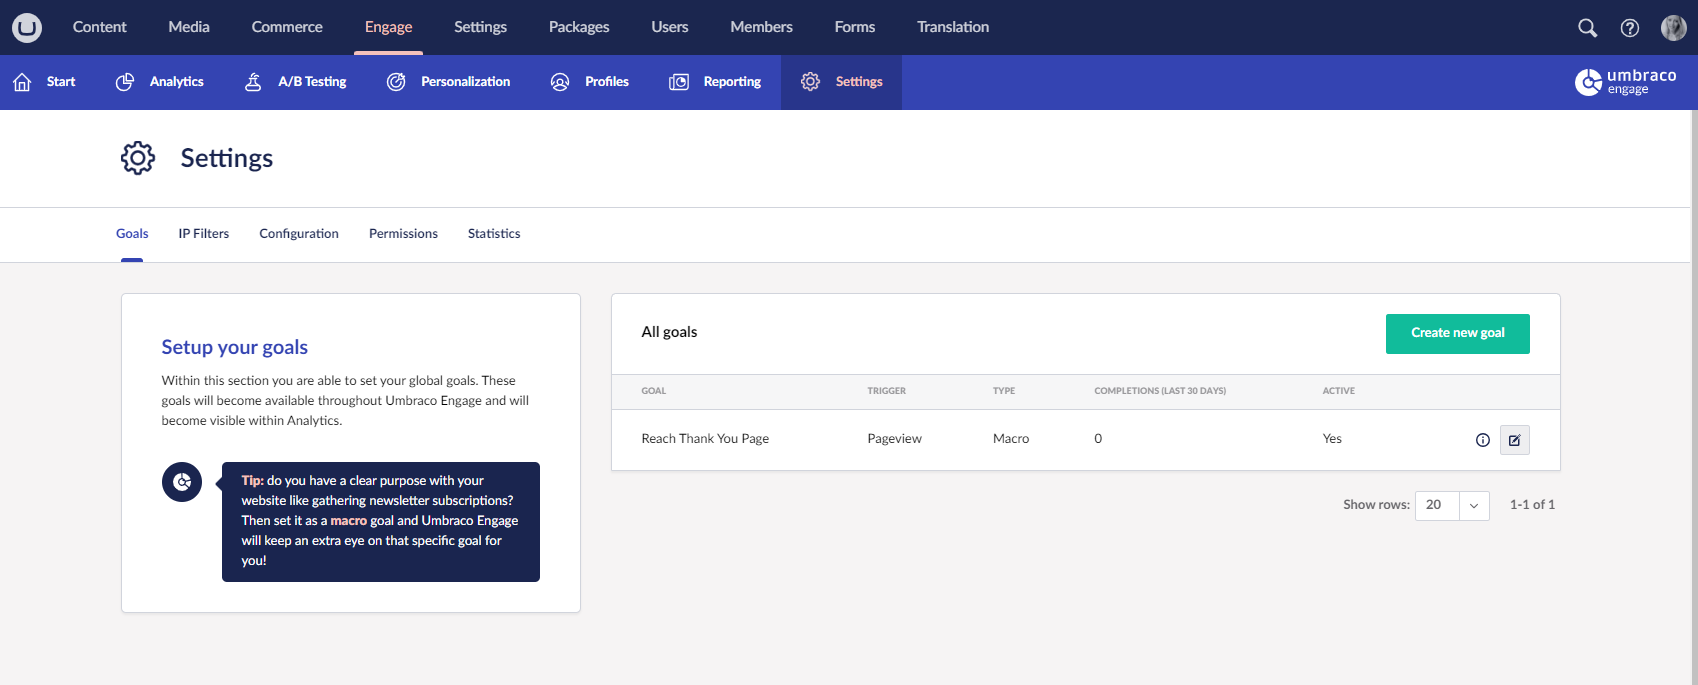 Content Media Commerce Engage Settings Packages Users Members Forms Translation
Start Analytics A/B Testing Personalization Profiles Reporting Settings
umbraco
engage
Settings
Goals IP Filters Configuration Permissions Statistics
Setup your goals
Within this section you are able to set your global goals. These
goals will become available throughout Umbraco Engage and will
become visible within Analytics.
Tip: do you have a clear purpose with your
website like gathering newsletter subscriptions?
Then set it as a macro goal and Umbraco Engage
will keep an extra eye on that specific goal for
you!
All goals
Create new goal
GOAL TRIGGER TYPE COMPLETIONS (LAST 30 DAYS) ACTIVE
Reach Thank You Page Pageview Macro 0 Yes
Show rows: 20 1-1 of 1